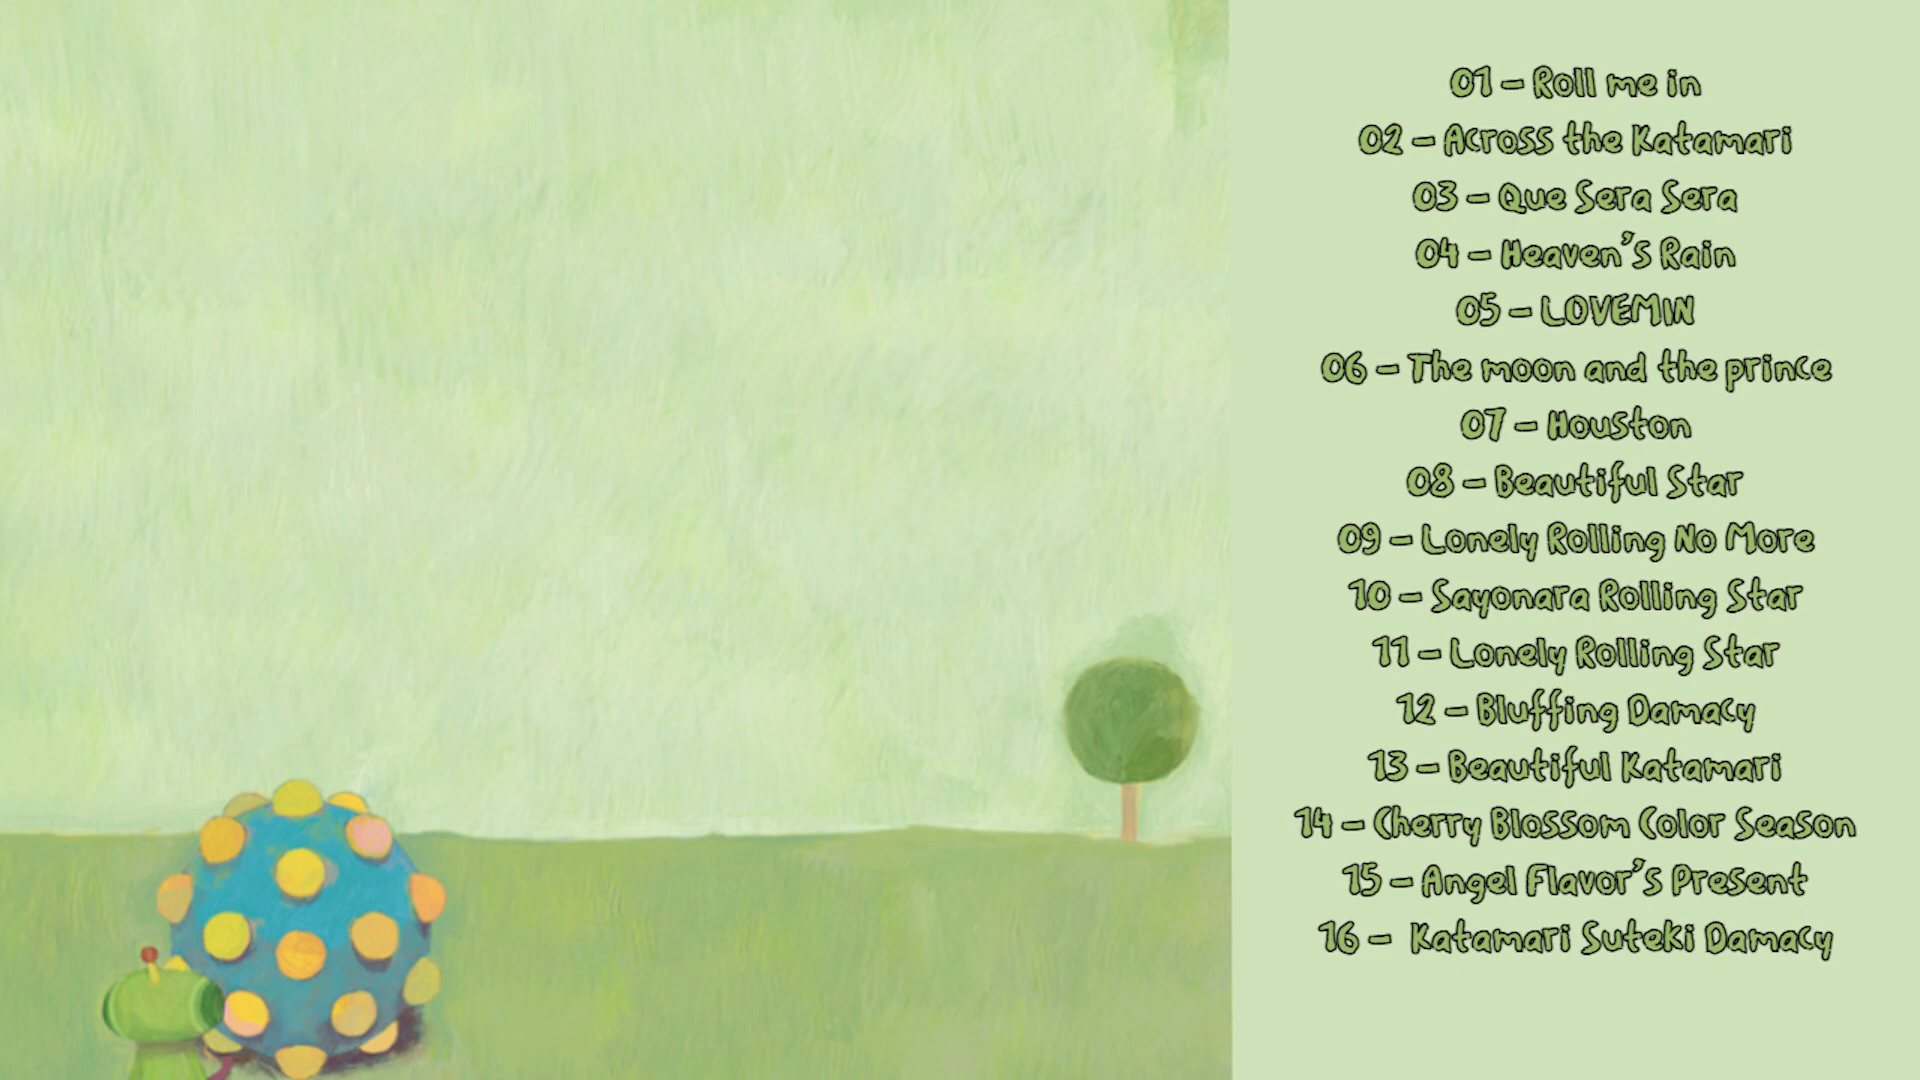 01 – Roll me in
02 – Across the Katamari
03 – Que Sera Sera
04 – Heaven's Rain
05 – LOVEMIN
06 – The moon and the prince
07 – Houston
08 – Beautiful Star
09 – Lonely Rolling No More
10 – Sayonara Rolling Star
11 – Lonely Rolling Star
12 – Bluffing Damacy
13 – Beautiful Katamari
14 – Cherry Blossom Color Season
15 – Angel Flavor's Present
16 – Katamari Suteki Damacy